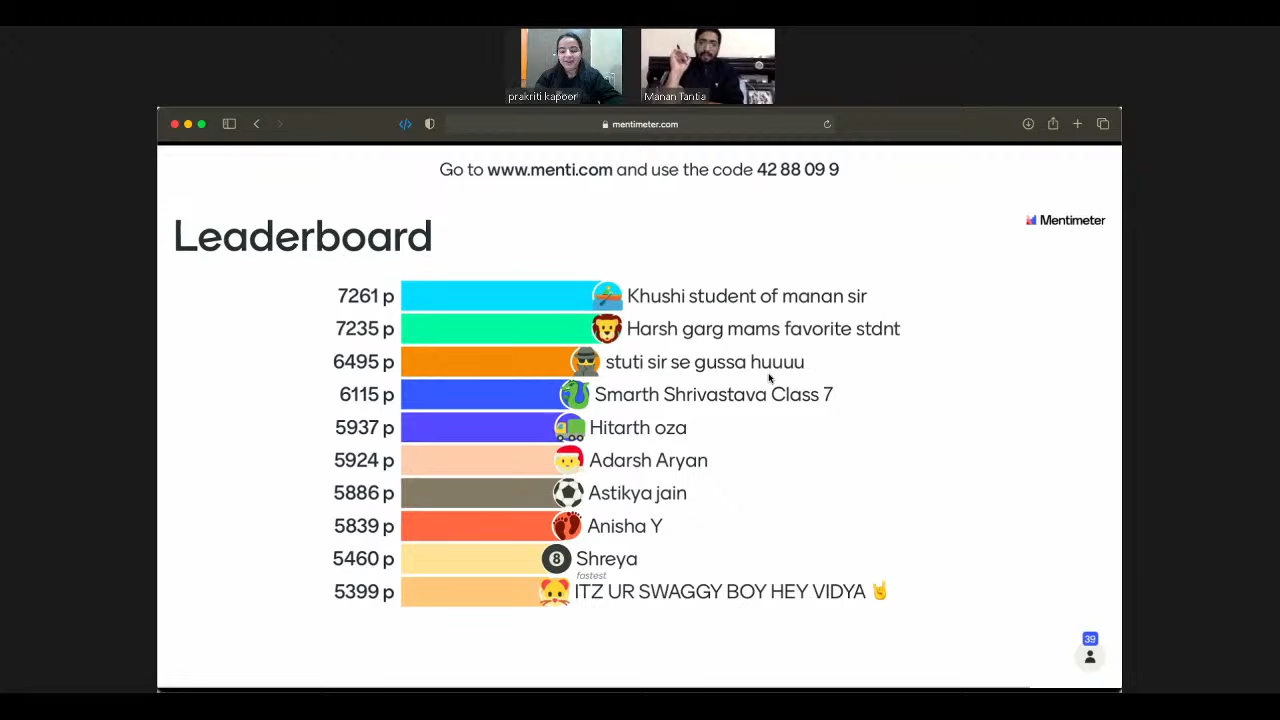 prakriti kapoor
Manan Tantia
mentimeter.com
Go to www.menti.com and use the code 42 88 09 9
Mentimeter
Leaderboard
7261 p Khushi student of manan sir
7235 p Harsh garg mams favorite stdnt
6495 p stuti sir se gussa huuuu
6115 p Smarth Shrivastava Class 7
5937 p Hitarth oza
5924 p Adarsh Aryan
5886 p Astikya jain
5839 p Anisha Y
5460 p 8 Shreya
fastest
5399 p ITZ UR SWAGGY BOY HEY VIDYA 🤘
39